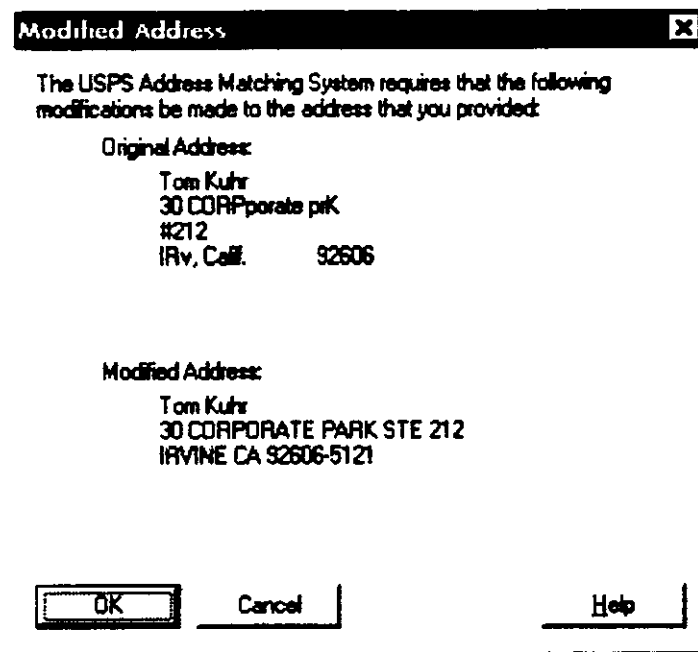 Modified Address
The USPS Address Matching System requires that the following
modifications be made to the address that you provided:
Original Address:
Tom Kuhr
30 CORPporate prK
#212
IRv, Calif. 92606
Modified Address:
Tom Kuhr
30 CORPORATE PARK STE 212
IRVINE CA 92606-5121
OK Cancel Help